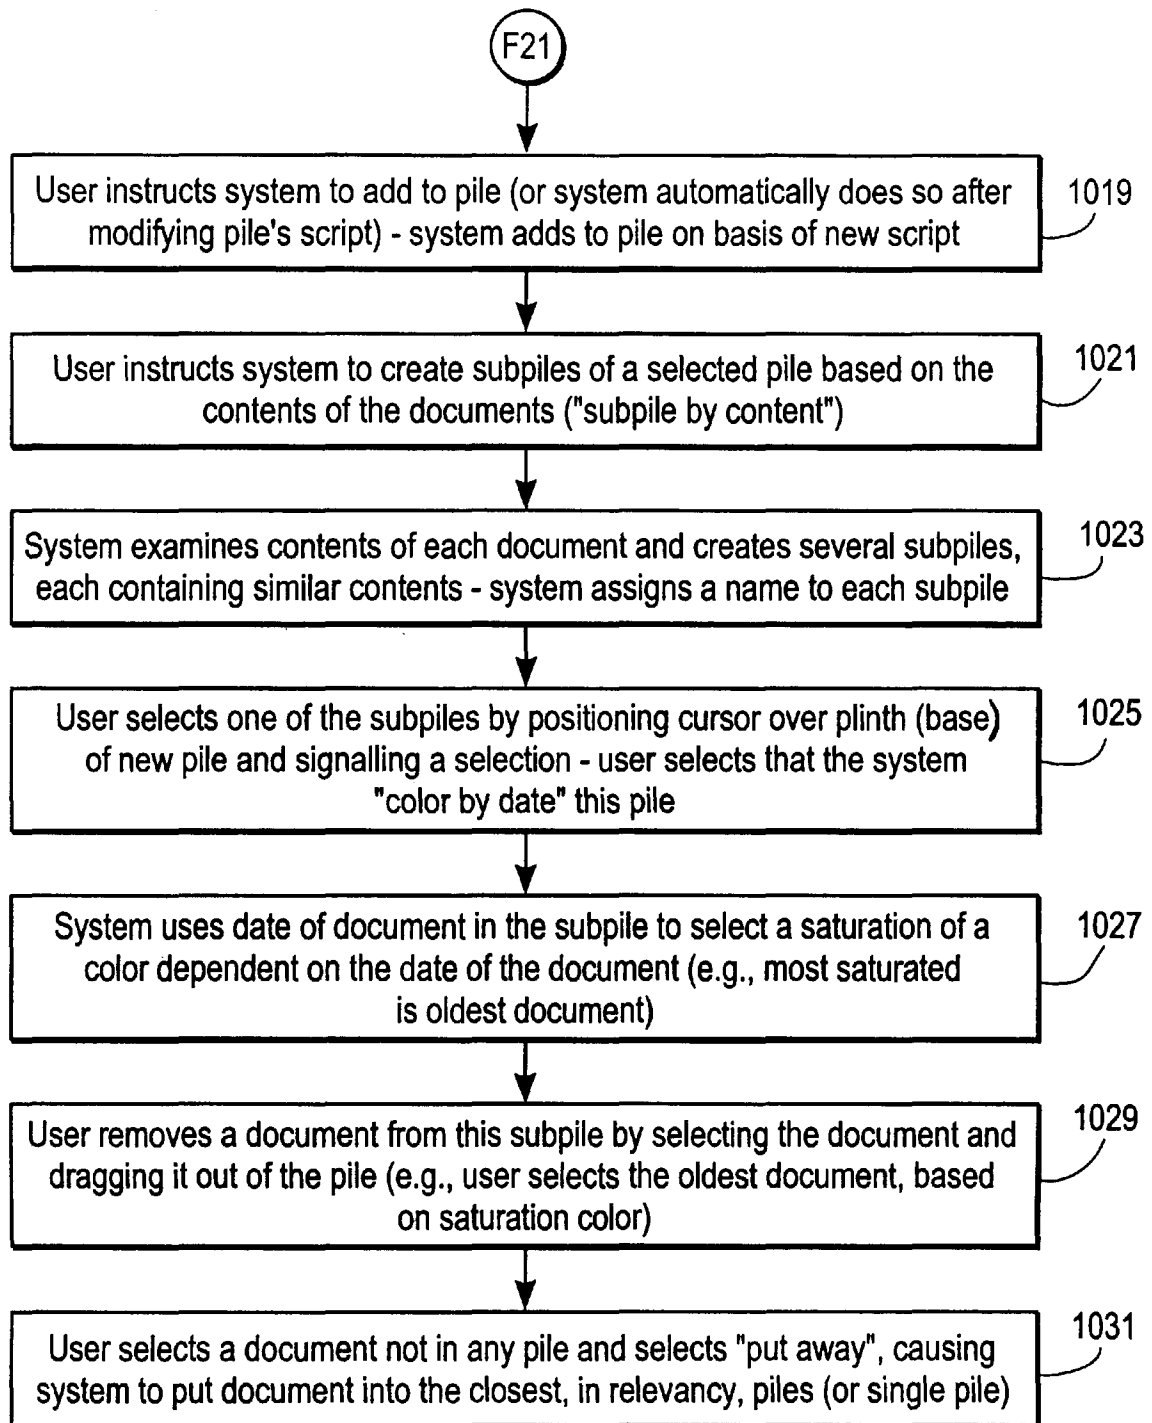 F21
User instructs system to add to pile (or system automatically does so after
modifying pile's script) - system adds to pile on basis of new script
1019
User instructs system to create subpiles of a selected pile based on the
contents of the documents ("subpile by content")
1021
System examines contents of each document and creates several subpiles,
each containing similar contents - system assigns a name to each subpile
1023
User selects one of the subpiles by positioning cursor over plinth (base)
of new pile and signalling a selection - user selects that the system
"color by date" this pile
1025
System uses date of document in the subpile to select a saturation of a
color dependent on the date of the document (e.g., most saturated
is oldest document)
1027
User removes a document from this subpile by selecting the document and
dragging it out of the pile (e.g., user selects the oldest document, based
on saturation color)
1029
User selects a document not in any pile and selects "put away", causing
system to put document into the closest, in relevancy, piles (or single pile)
1031